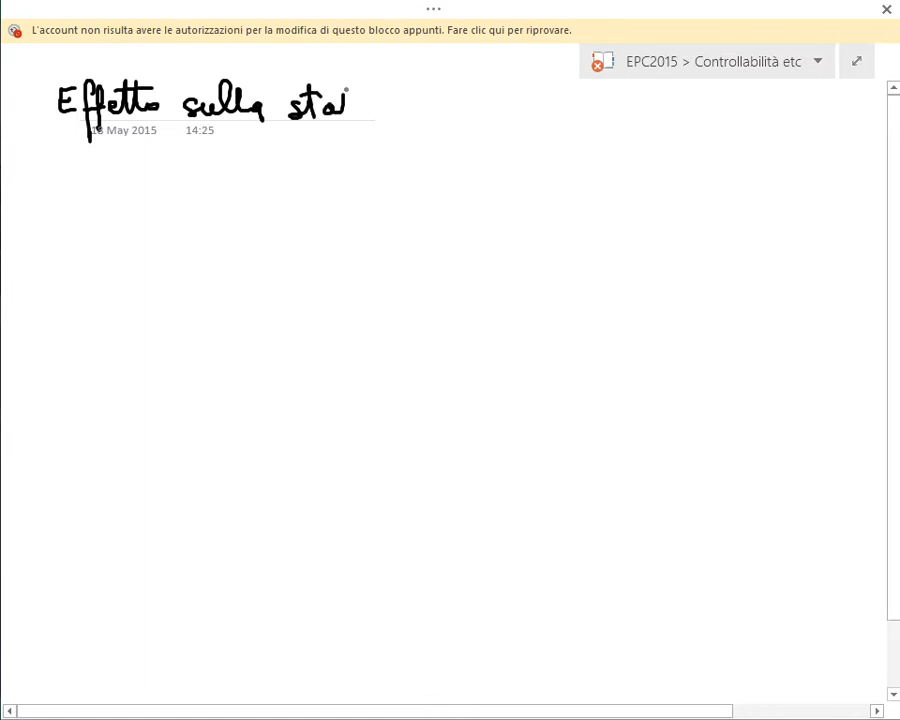 L'account non risulta avere le autorizzazioni per la modifica di questo blocco appunti. Fare clic qui per riprovare.
EPC2015 > Controllabilità etc
Effetto sulla sta
May 2015 14:25